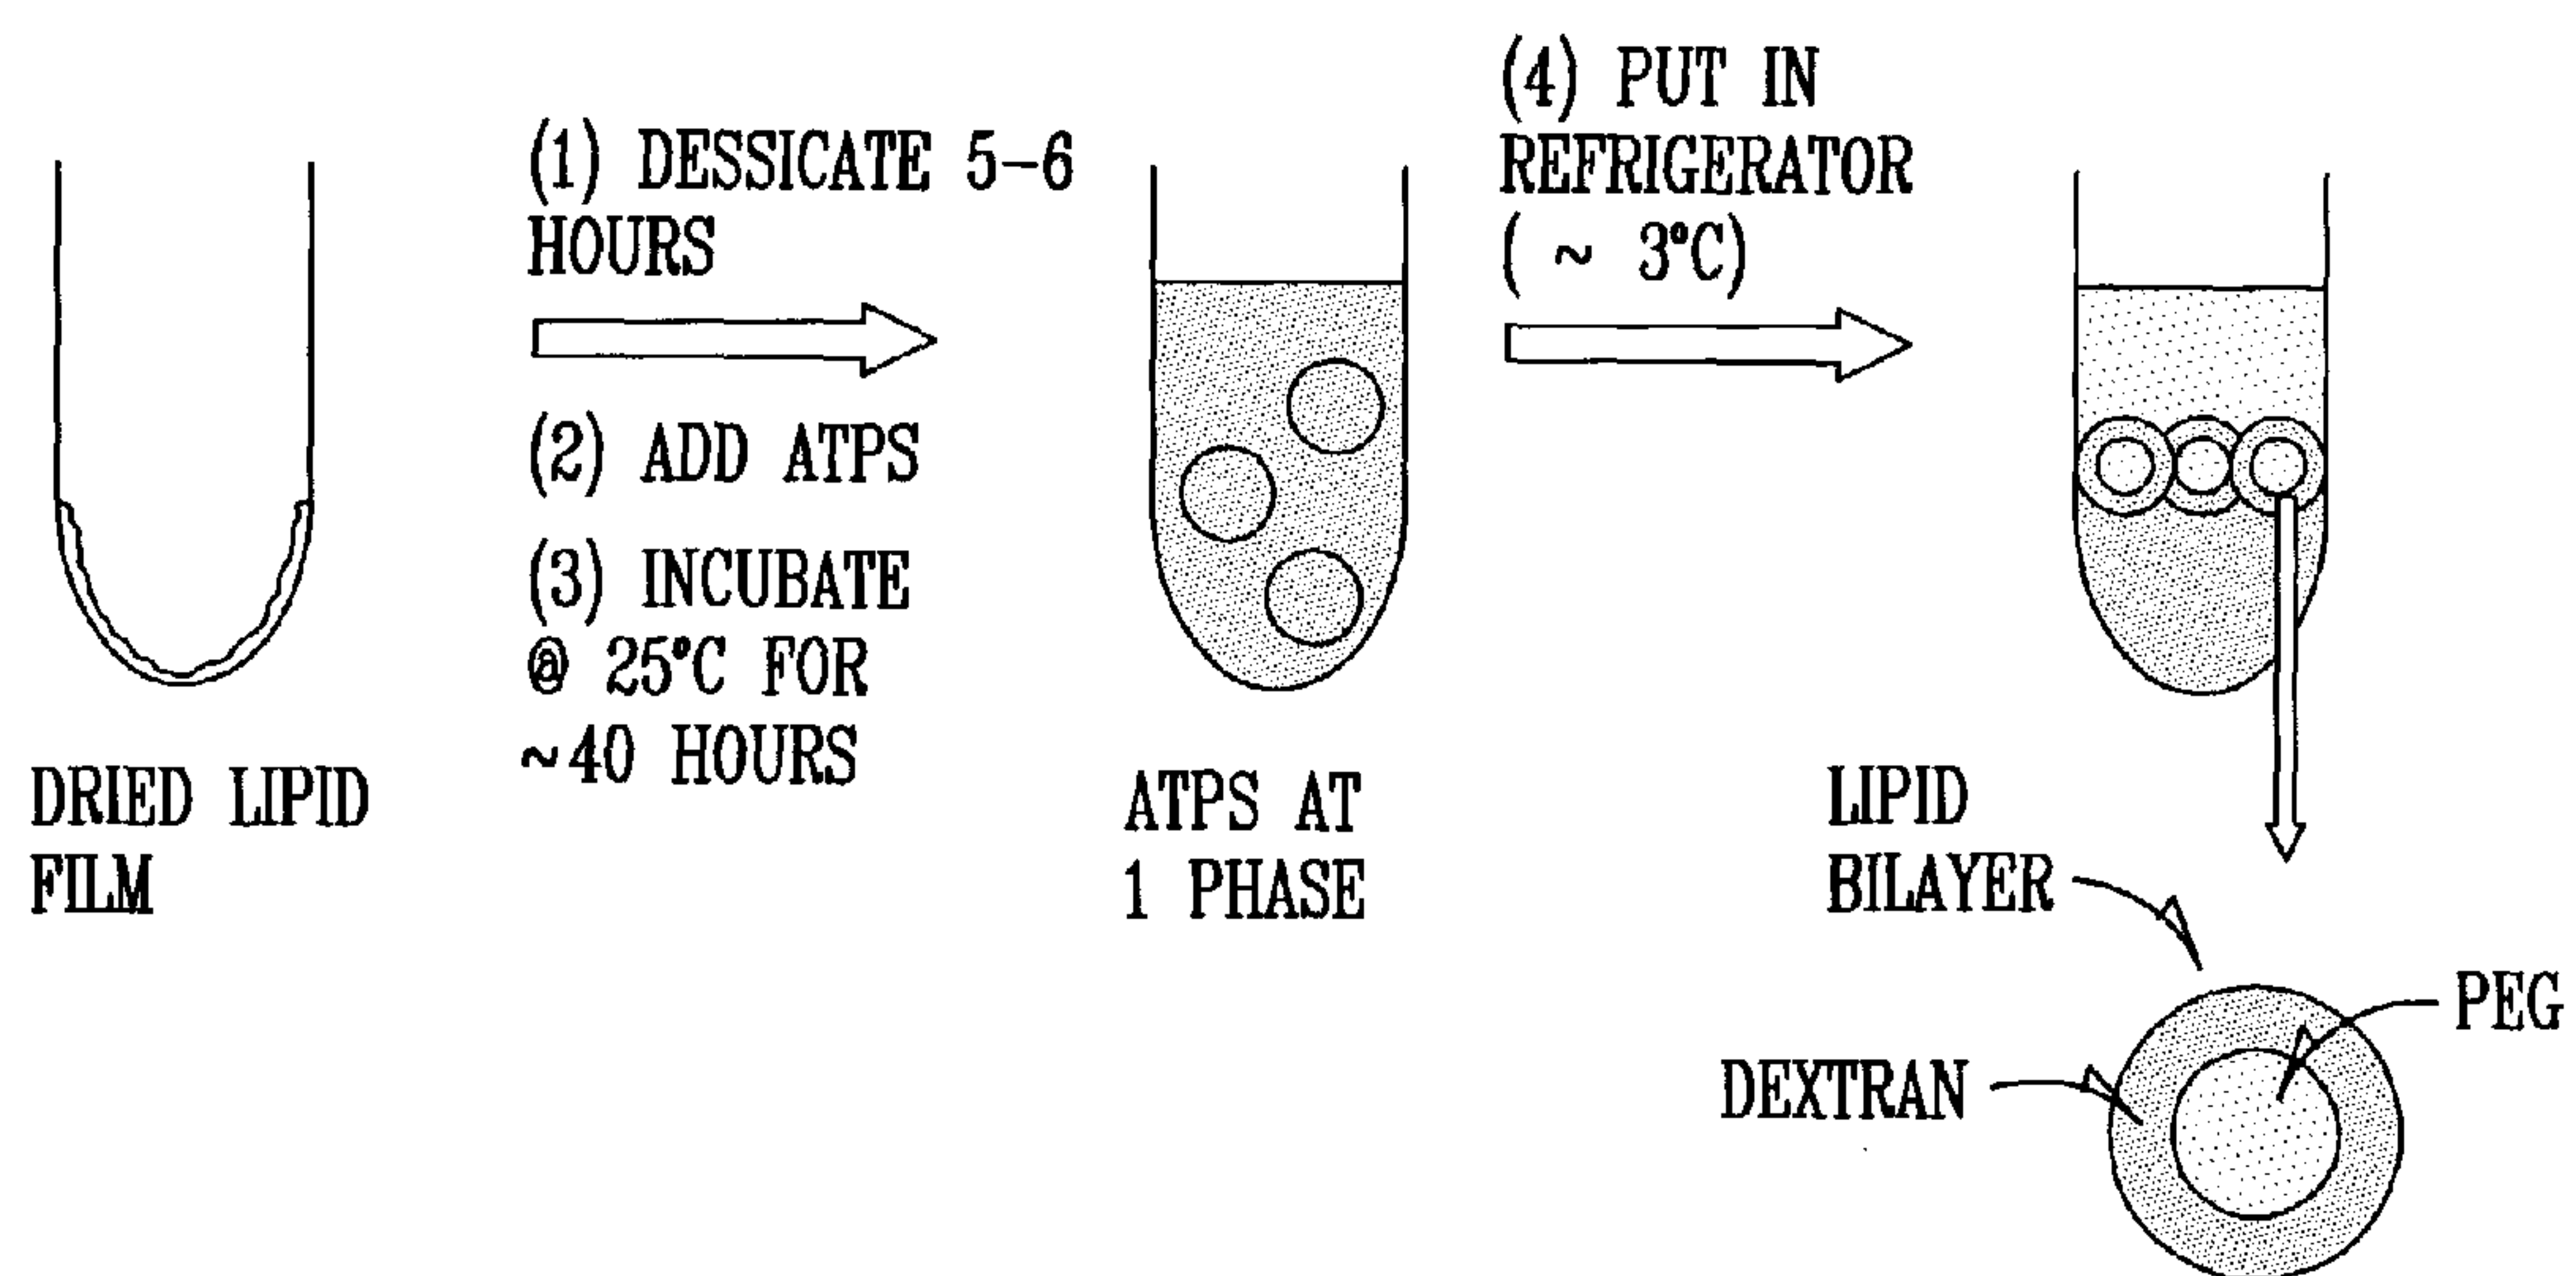 DRIED LIPID
FILM
(1) DESSICATE 5-6
HOURS
(2) ADD ATPS
(3) INCUBATE
@ 25°C FOR
~40 HOURS
ATPS AT
1 PHASE
(4) PUT IN
REFRIGERATOR
( ~ 3°C)
LIPID
BILAYER
PEG
DEXTRAN